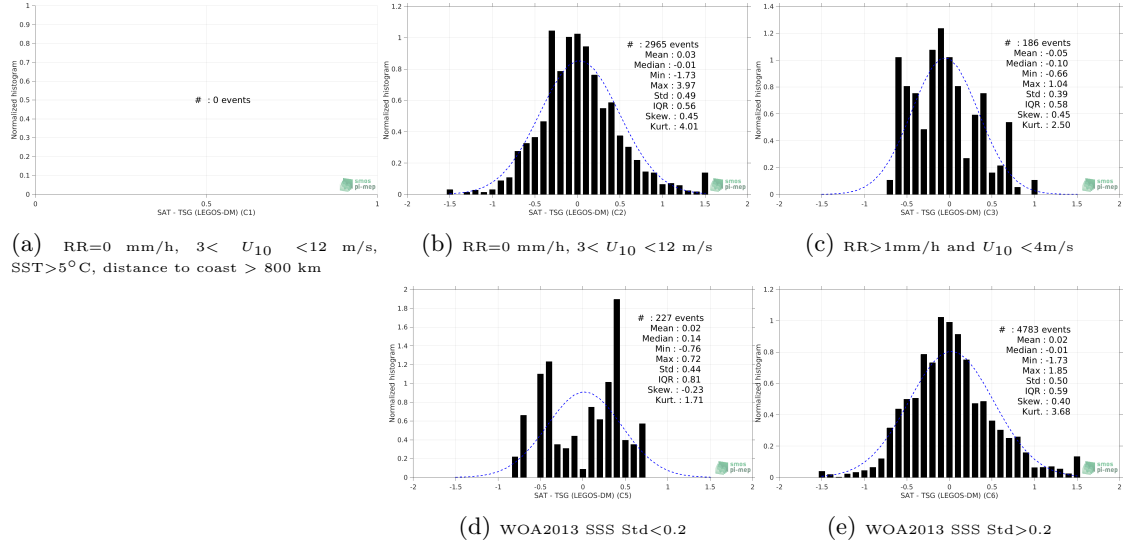 1
0.9
0.8
0.7
0.6
0.5
0.4
0.3
0.2
0.1
0
0 0.5 1
Normalized histogram
# : 0 events
SAT - TSG (LEGOS-DM) (C1)
smos
pi-mep
(a) RR=0 mm/h, 3< U10 <12 m/s,
SST>5°C, distance to coast > 800 km
1.2
1
0.8
0.6
0.4
0.2
0
-2 -1.5 -1 -0.5 0 0.5 1 1.5 2
Normalized histogram
# : 2965 events
Mean : 0.03
Median : -0.01
Min : -1.73
Max : 3.97
Std : 0.49
IQR : 0.56
Skew. : 0.45
Kurt. : 4.01
SAT - TSG (LEGOS-DM) (C2)
smos
pi-mep
(b) RR=0 mm/h, 3< U10 <12 m/s
1.4
1.2
1
0.8
0.6
0.4
0.2
0
-2 -1.5 -1 -0.5 0 0.5 1 1.5 2
Normalized histogram
# : 186 events
Mean : -0.05
Median : -0.10
Min : -0.66
Max : 1.04
Std : 0.39
IQR : 0.58
Skew. : 0.45
Kurt. : 2.50
SAT - TSG (LEGOS-DM) (C3)
smos
pi-mep
(c) RR>1mm/h and U10 <4m/s
2
1.8
1.6
1.4
1.2
1
0.8
0.6
0.4
0.2
0
-2 -1.5 -1 -0.5 0 0.5 1 1.5 2
Normalized histogram
# : 227 events
Mean : 0.02
Median : 0.14
Min : -0.76
Max : 0.72
Std : 0.44
IQR : 0.81
Skew. : -0.23
Kurt. : 1.71
SAT - TSG (LEGOS-DM) (C5)
smos
pi-mep
(d) WOA2013 SSS Std<0.2
1.2
1
0.8
0.6
0.4
0.2
0
-2 -1.5 -1 -0.5 0 0.5 1 1.5 2
Normalized histogram
# : 4783 events
Mean : 0.02
Median : -0.01
Min : -1.73
Max : 1.85
Std : 0.50
IQR : 0.59
Skew. : 0.40
Kurt. : 3.68
SAT - TSG (LEGOS-DM) (C6)
smos
pi-mep
(e) WOA2013 SSS Std>0.2